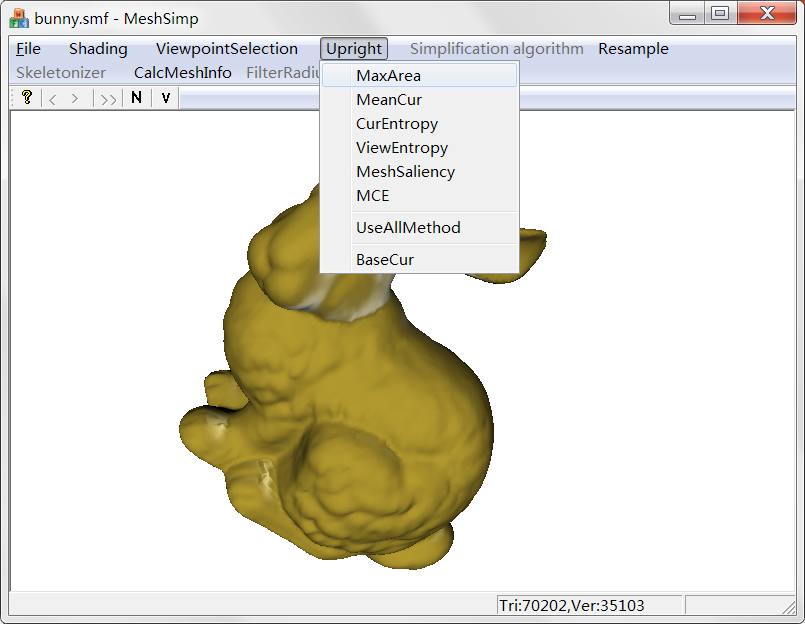 bunny.smf - MeshSimp
File Shading ViewpointSelection Upright Simplification algorithm Resample
Skeletonizer CalcMeshInfo FilterRadiu
N V
MaxArea
MeanCur
CurEntropy
ViewEntropy
MeshSaliency
MCE
UseAllMethod
BaseCur
Tri:70202,Ver:35103